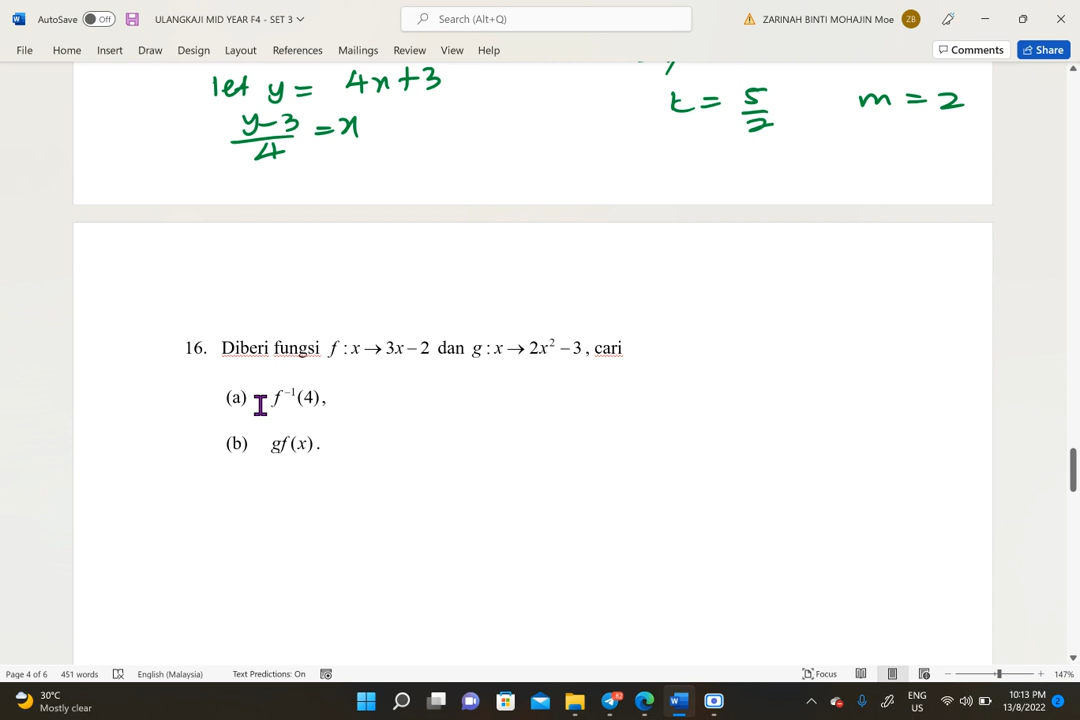 AutoSave Off ULANGKAJI MID YEAR F4 - SET 3 Search (Alt+Q) ZARINAH BINTI MOHAJIN Moe ZB
File Home Insert Draw Design Layout References Mailings Review View Help Comments Share
let y = 4x+3
y-3/4 = x
t = 5/2 m = 2
16. Diberi fungsi f : x → 3x – 2 dan g : x → 2x² – 3, cari
(a) f⁻¹(4),
(b) gf(x).
Page 4 of 6 451 words English (Malaysia) Text Predictions: On Focus 147%
30°C
Mostly clear
ENG
US
10:13 PM
13/8/2022
2